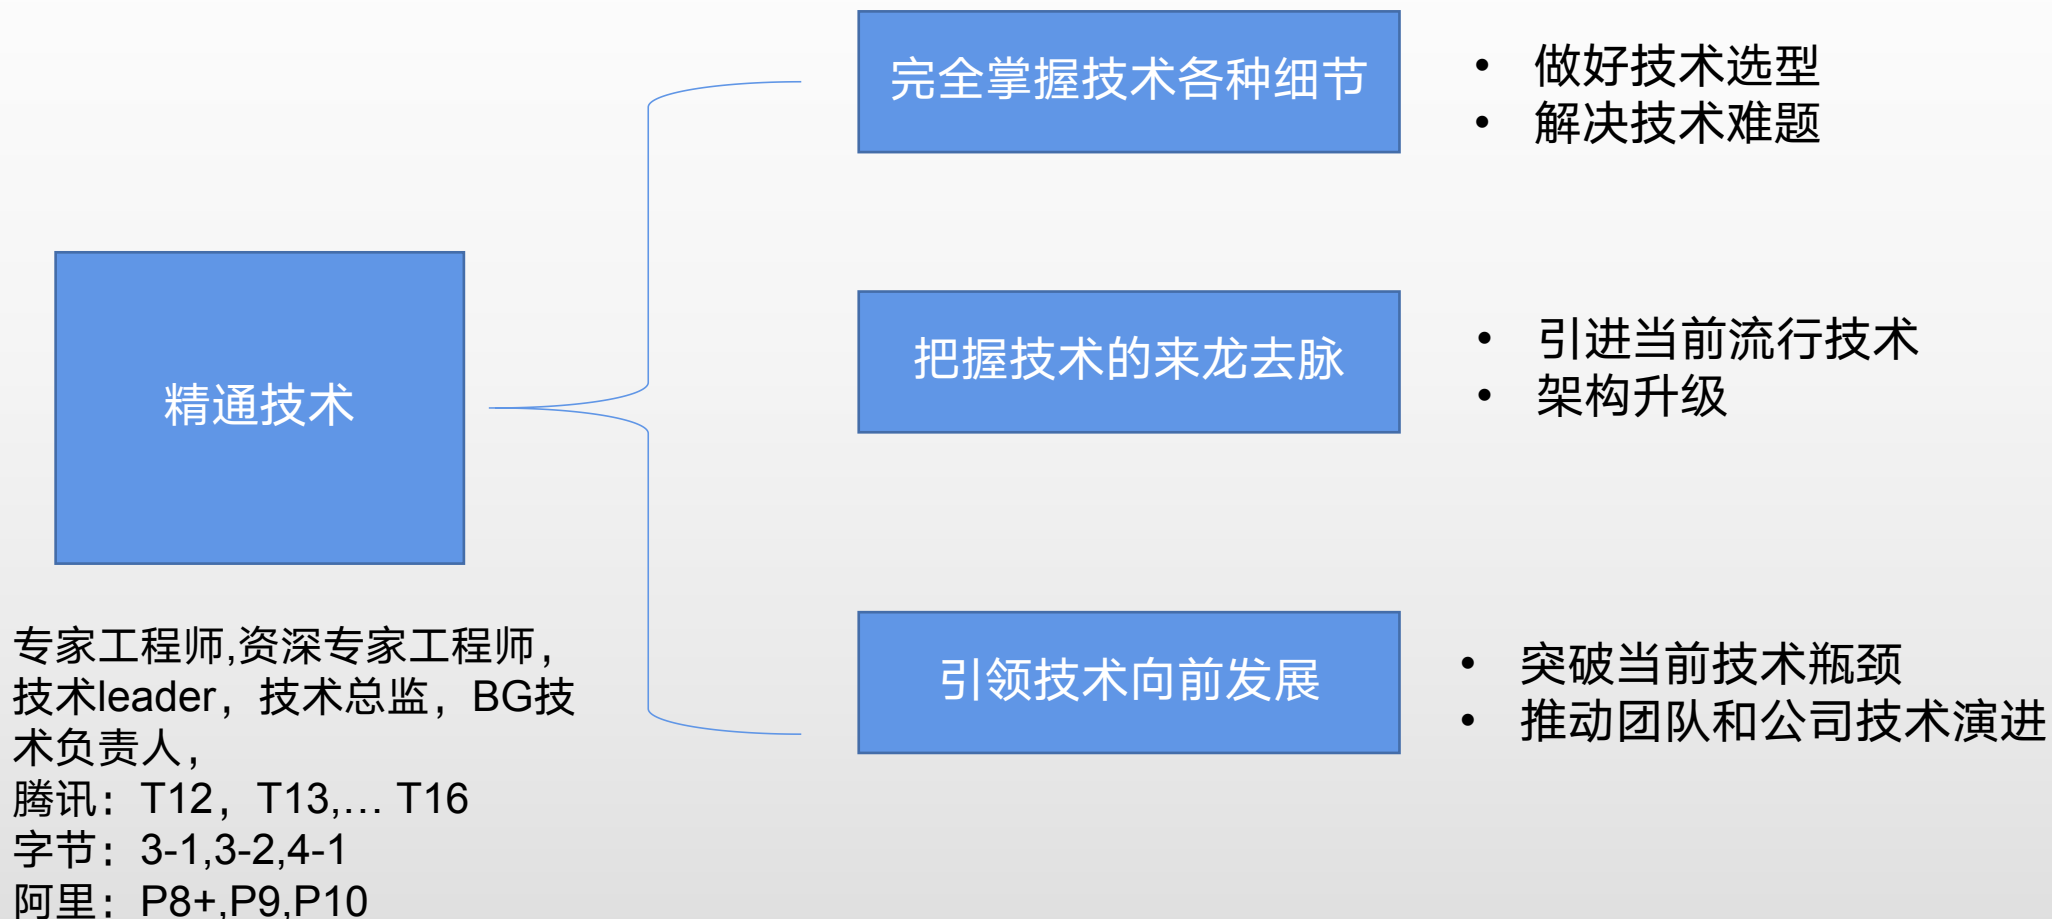 完全掌握技术各种细节
• 做好技术选型
• 解决技术难题
精通技术
把握技术的来龙去脉
• 引进当前流行技术
• 架构升级
引领技术向前发展
• 突破当前技术瓶颈
• 推动团队和公司技术演进
专家工程师,资深专家工程师，
技术leader，技术总监，BG技
术负责人，
腾讯：T12，T13,… T16
字节：3-1,3-2,4-1
阿里：P8+,P9,P10